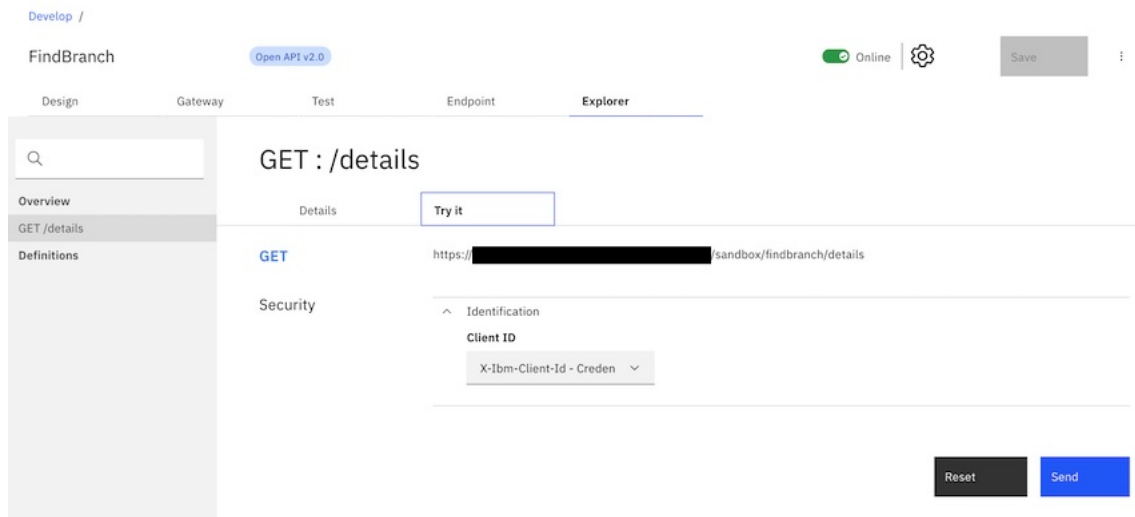 Develop /
FindBranch
Open API v2.0
Online
Save
Design
Gateway
Test
Endpoint
Explorer
Overview
GET /details
Definitions
GET : /details
Details
Try it
GET
https:// /sandbox/findbranch/details
Security
Identification
Client ID
X-Ibm-Client-Id - Creden
Reset
Send